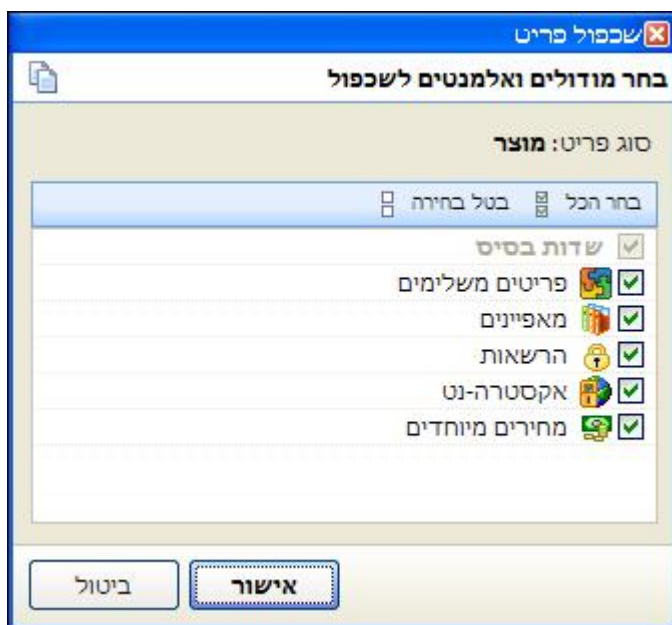 שכפול פריט
בחר מודולים ואלמנטים לשכפול
סוג פריט: מוצר
בחר הכל בטל בחירה
שדות בסיס
פריטים משלימים
מאפיינים
הרשאות
אקסטרה-נט
מחירים מיוחדים
אישור ביטול